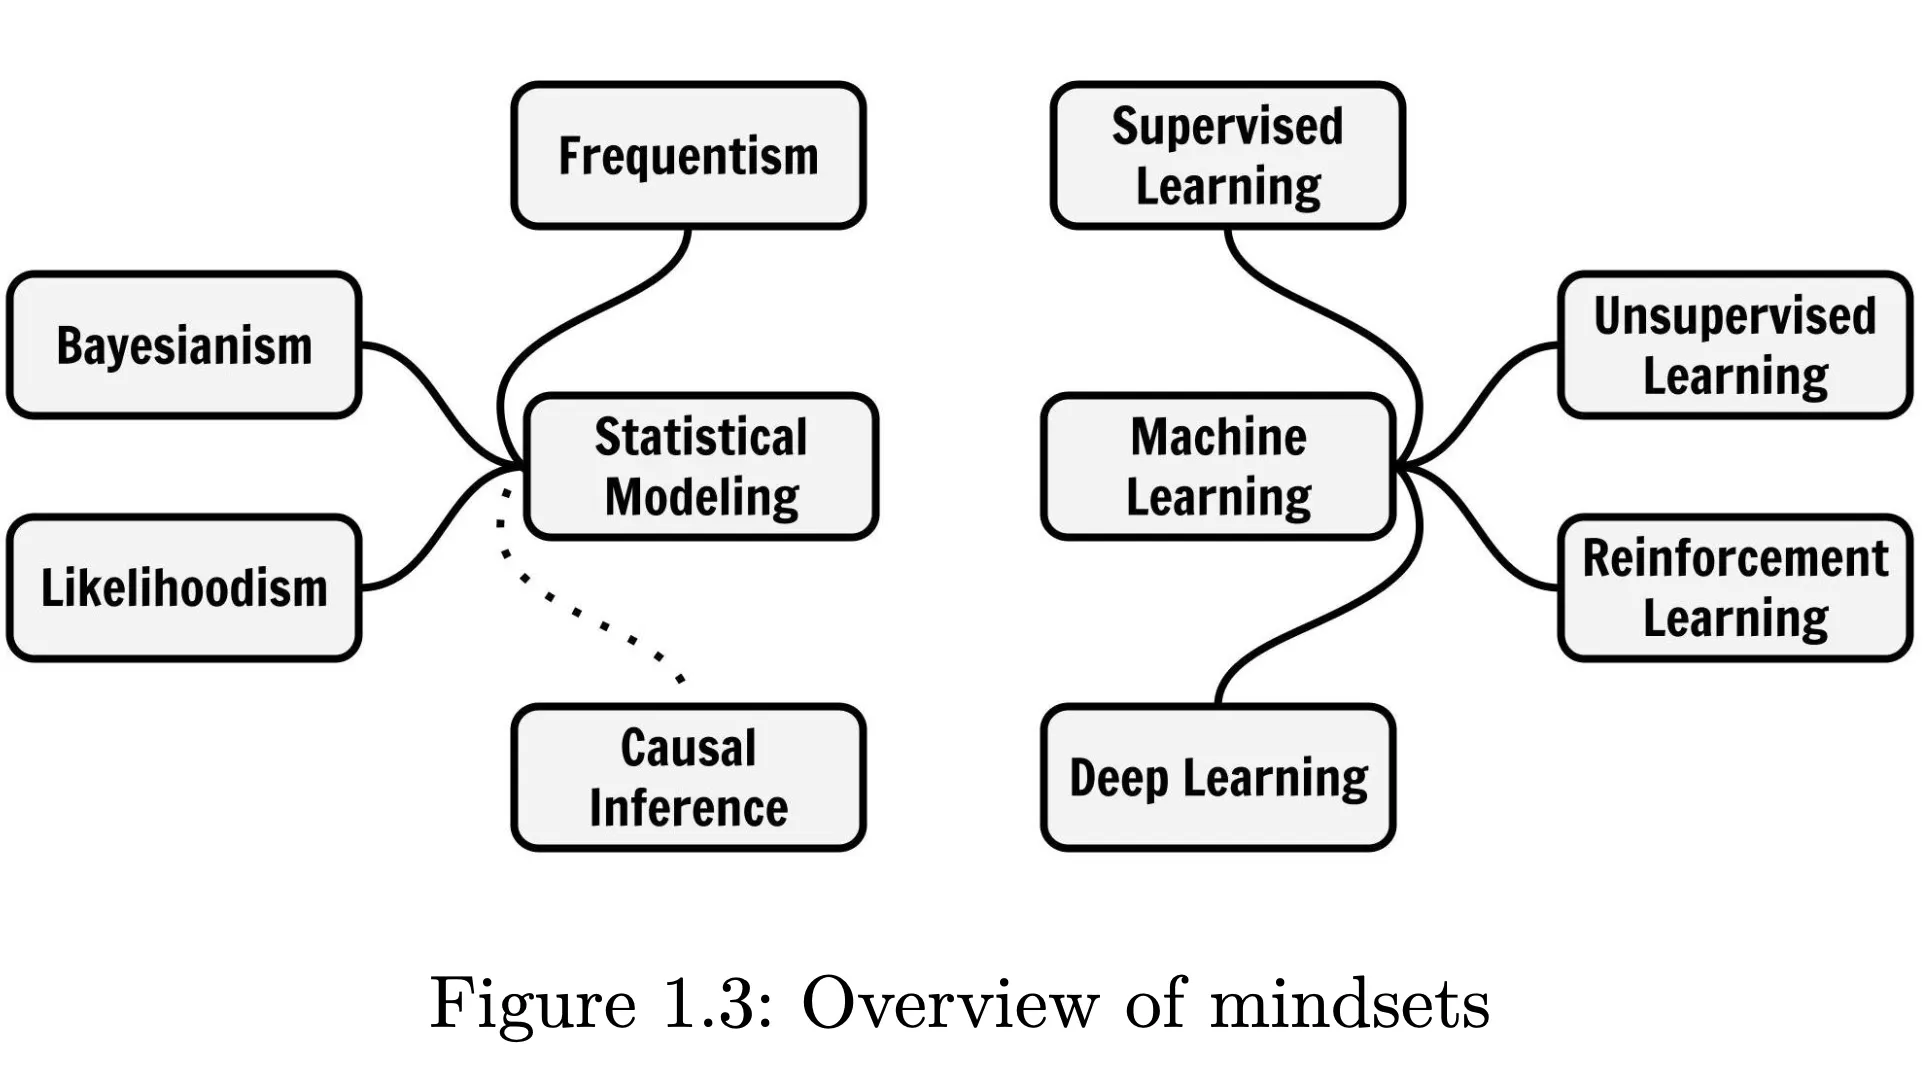 Frequentism
Supervised
Learning
Bayesianism
Unsupervised
Learning
Statistical
Modeling
Machine
Learning
Likelihoodism
Reinforcement
Learning
Causal
Inference
Deep Learning
Figure 1.3: Overview of mindsets